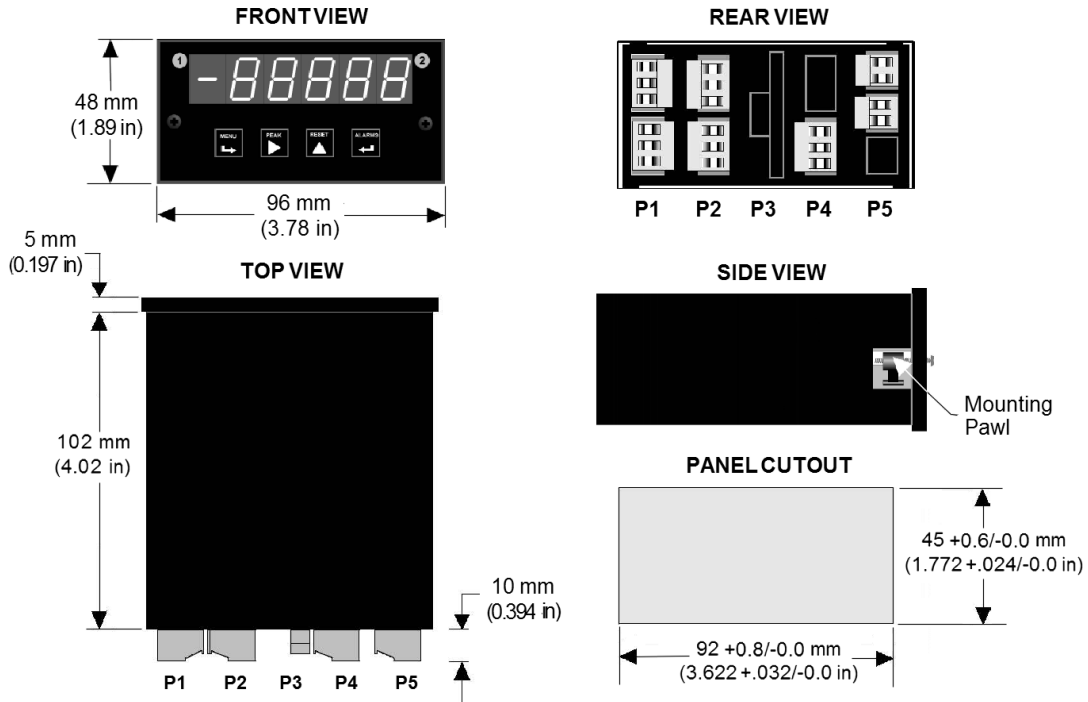 FRONT VIEW
1
2
-88888
48 mm
(1.89 in)
MENU
PEAK
RESET
ALARMS
96 mm
(3.78 in)
REAR VIEW
P1 P2 P3 P4 P5
5 mm
(0.197 in)
TOP VIEW
102 mm
(4.02 in)
10 mm
(0.394 in)
P1 P2 P3 P4 P5
SIDE VIEW
Mounting
Pawl
PANEL CUTOUT
45 +0.6/-0.0 mm
(1.772 +.024/-0.0 in)
92 +0.8/-0.0 mm
(3.622 +.032/-0.0 in)